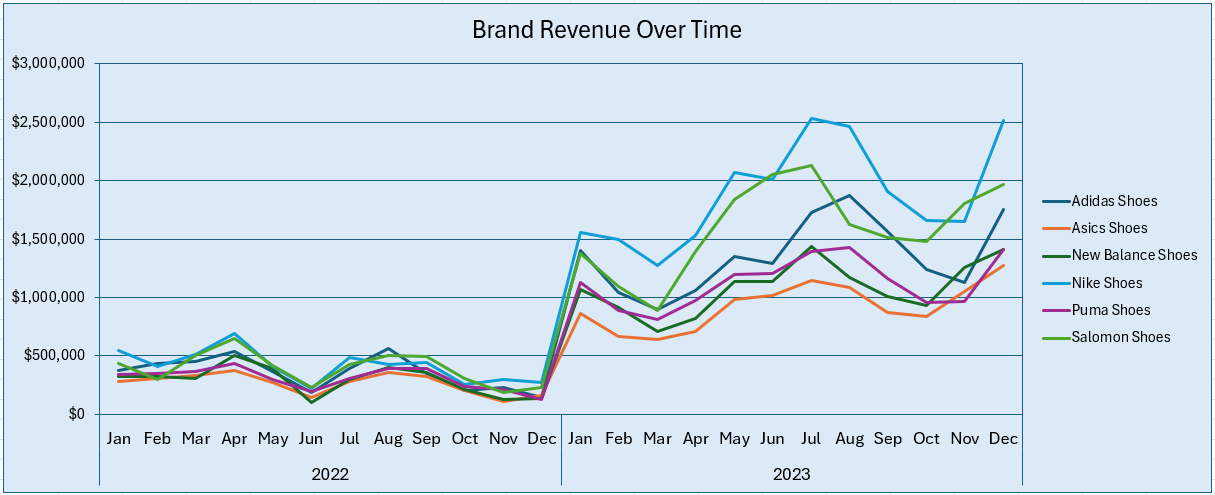 Brand Revenue Over Time
$3,000,000
$2,500,000
$2,000,000
$1,500,000
$1,000,000
$500,000
$0
Jan Feb Mar Apr May Jun Jul Aug Sep Oct Nov Dec Jan Feb Mar Apr May Jun Jul Aug Sep Oct Nov Dec
2022 2023
Adidas Shoes
Asics Shoes
New Balance Shoes
Nike Shoes
Puma Shoes
Salomon Shoes